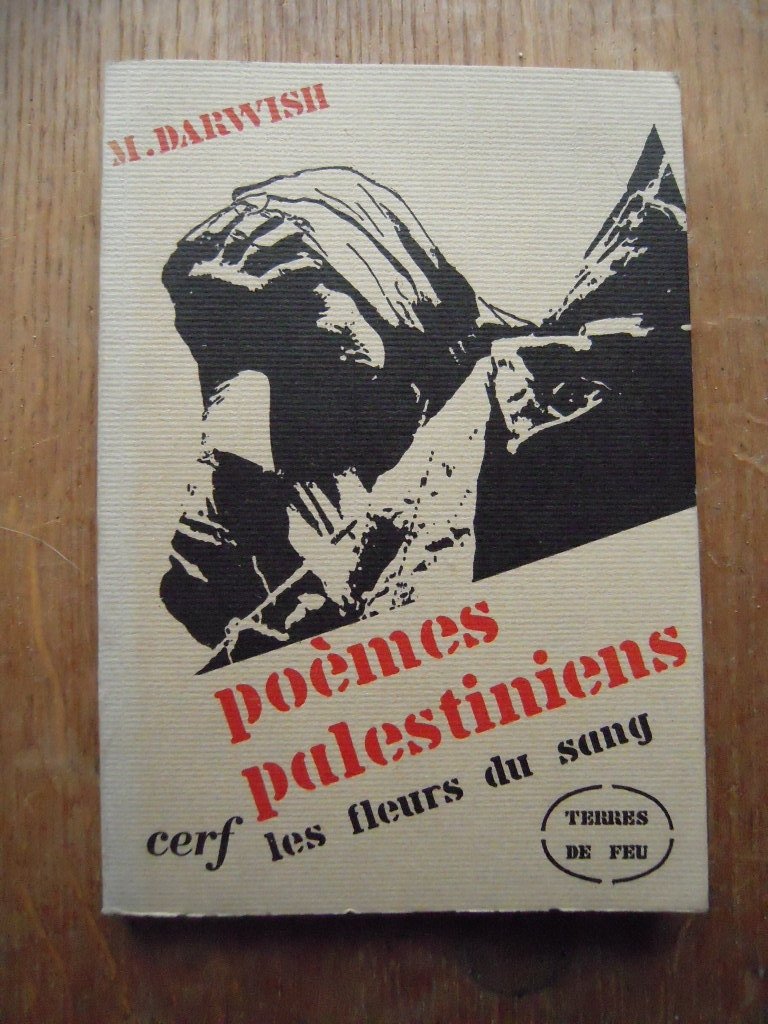 M. DARWISH
poèmes
palestiniens
les fleurs du sang
cerf
TERRES
DE FEU